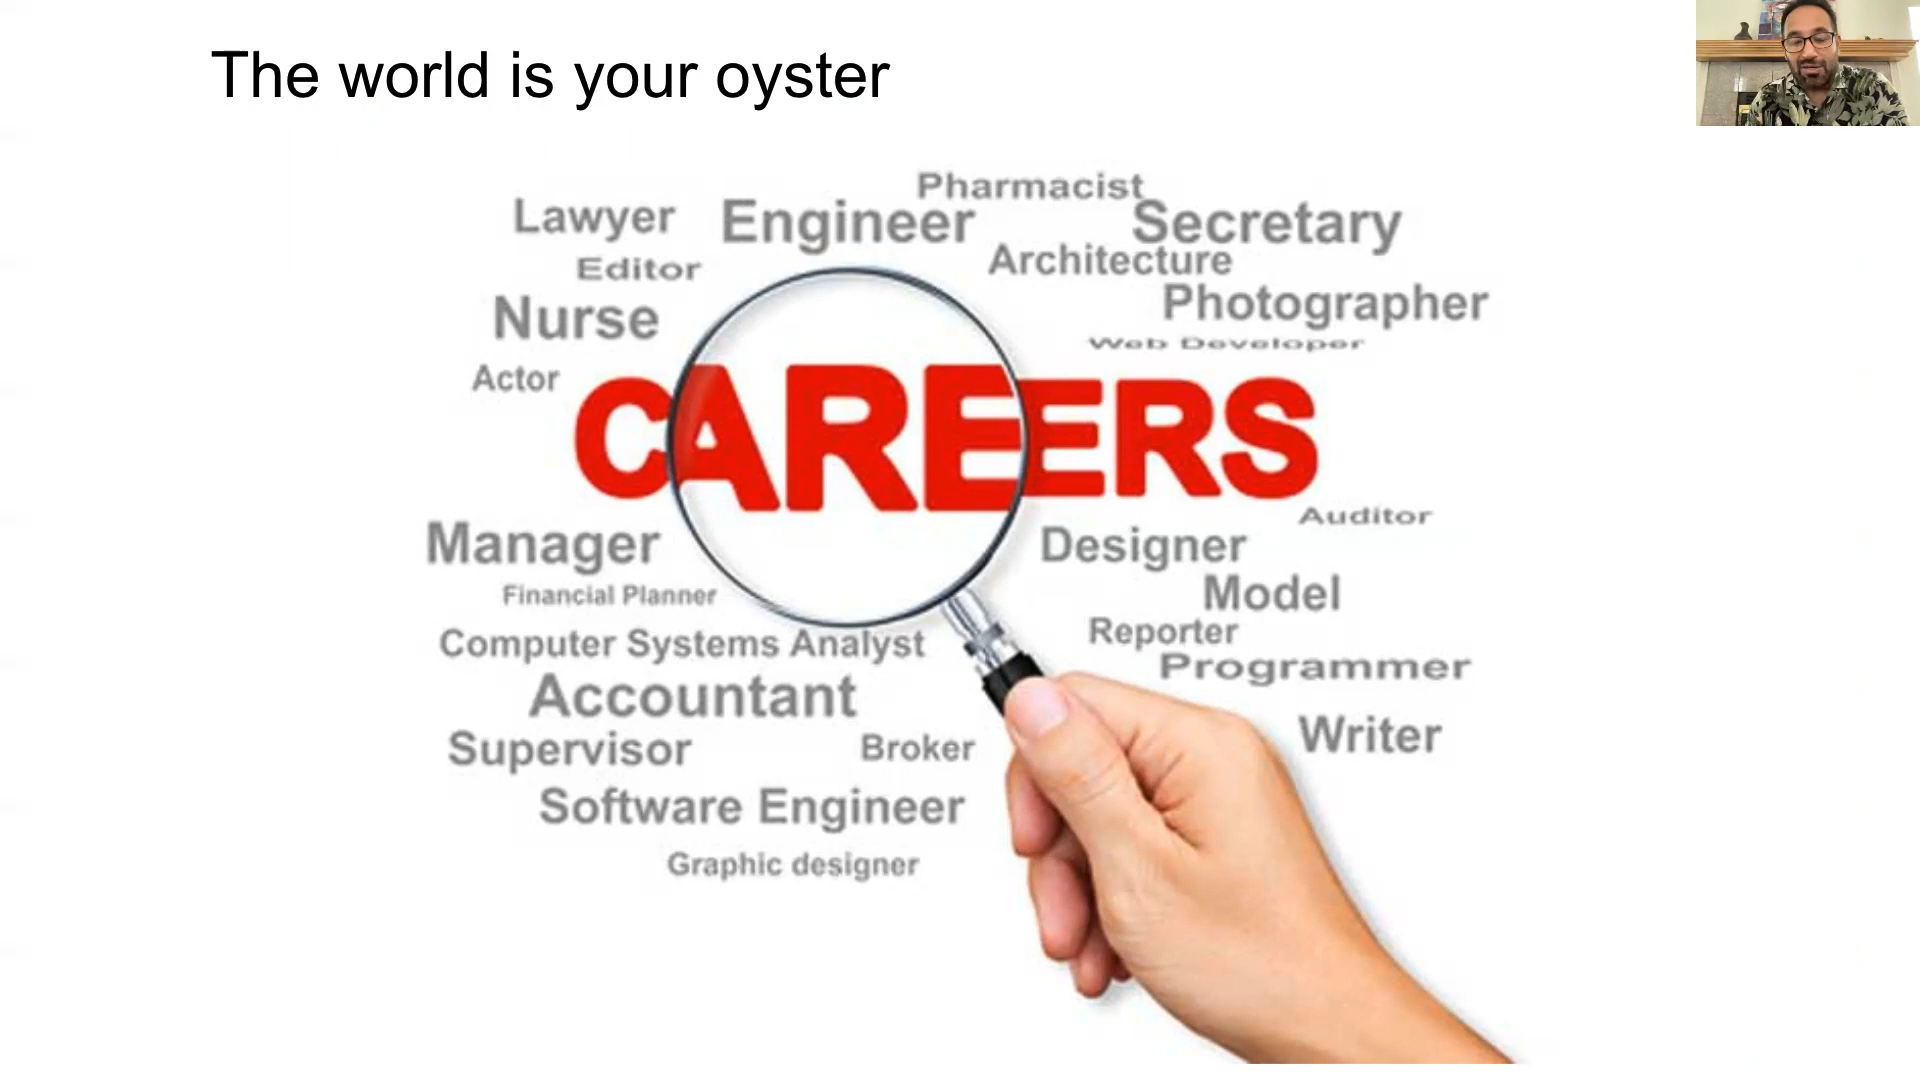 The world is your oyster
Pharmacist
Lawyer
Engineer
Secretary
Editor
Architecture
Nurse
Photographer
Web Developer
Actor
CAREERS
Auditor
Manager
Designer
Financial Planner
Model
Computer Systems Analyst
Reporter
Programmer
Accountant
Writer
Supervisor
Broker
Software Engineer
Graphic designer